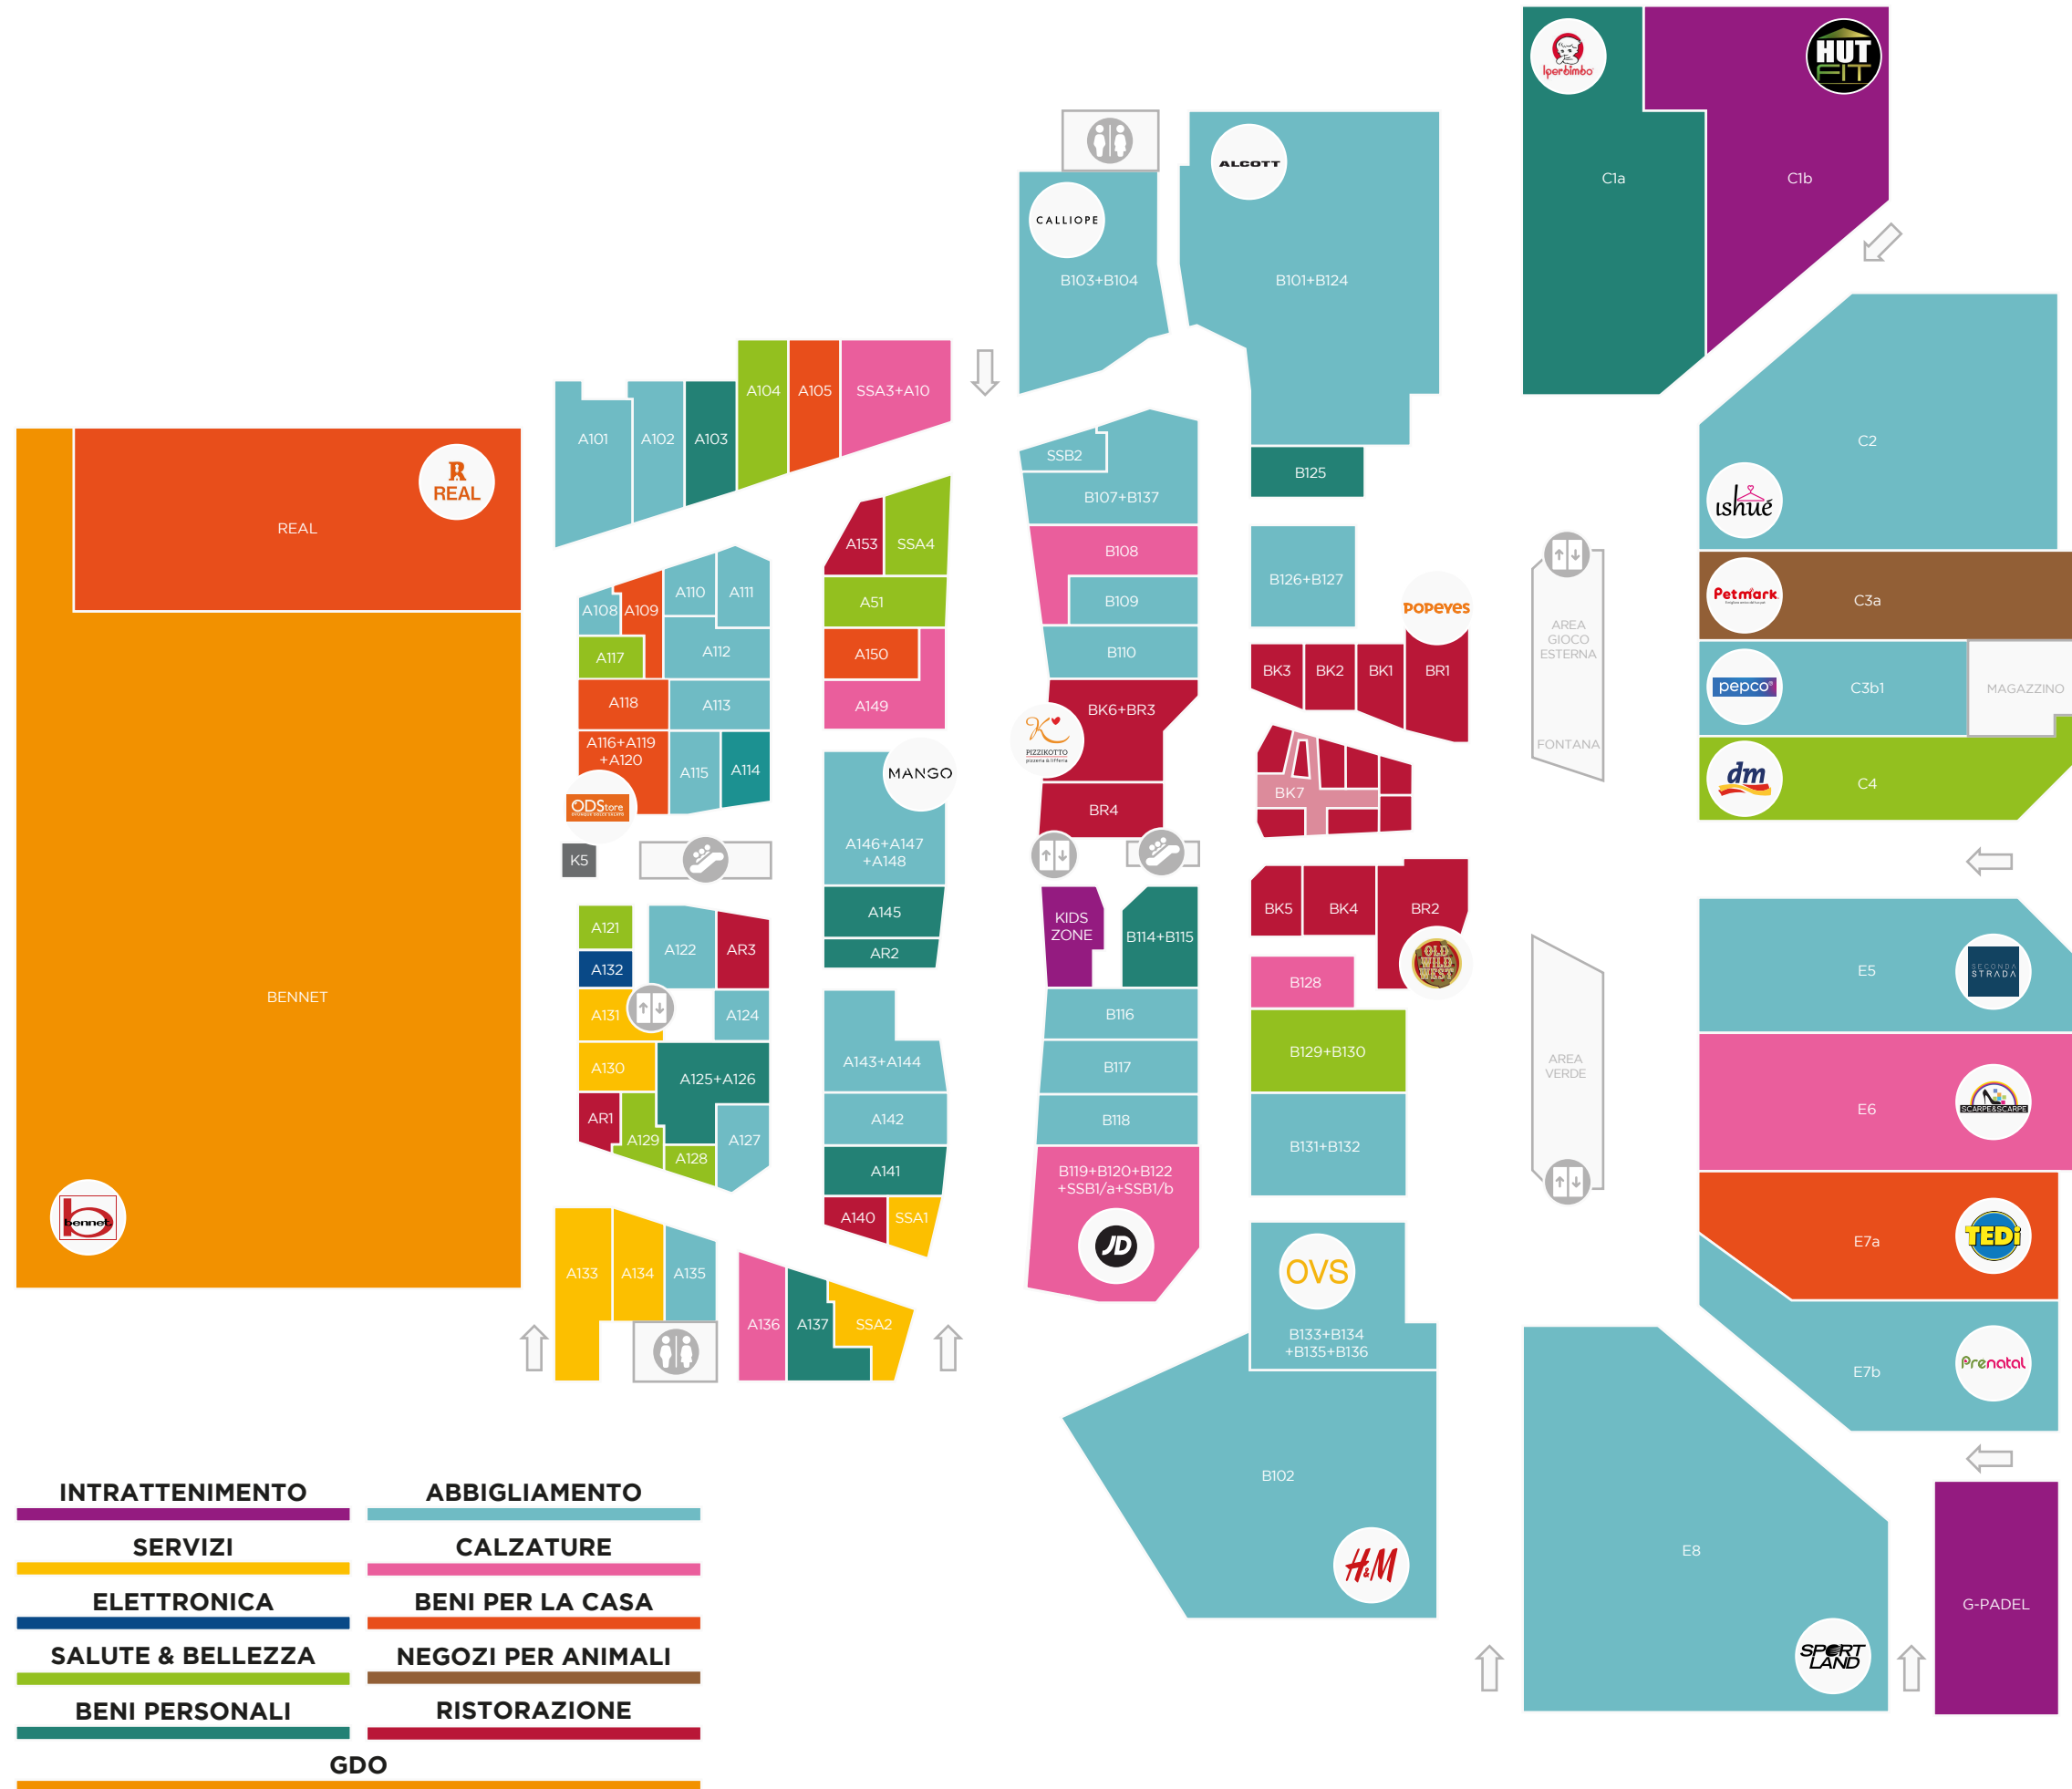 Iperbimbo
HUT
FIT
C1a
C1b
ALCOTT
CALLIOPE
B103+B104
B101+B124
A101
A102
A103
A104
A105
SSA3+A10
REAL
R
REAL
SSB2
B107+B137
B125
C2
ishué
A153
SSA4
B108
B126+B127
A108
A109
A110
A111
A51
B109
POPEYES
Petmark
C3a
AREA
GIOCO
ESTERNA
FONTANA
A117
A112
A150
B110
BK3
BK2
BK1
BR1
pepco®
C3b1
MAGAZZINO
A118
A113
A149
BK6+BR3
PIZZIKOTTO
A116+A119
+A120
A115
A114
MANGO
BK7
dm
C4
ODStore
BR4
K5
A146+A147
+A148
A121
A122
AR3
A145
KIDS
ZONE
B114+B115
BK5
BK4
BR2
OLD
WILD
WEST
A132
AR2
E5
SECONDA
STRADA
BENNET
A131
A124
B116
B128
A130
A125+A126
A143+A144
B117
B129+B130
AREA
VERDE
AR1
A129
A127
A142
B118
E6
SCARPE&SCARPE
A128
A141
B119+B120+B122
+SSB1/a+SSB1/b
JD
B131+B132
bennet
A140
SSA1
E7a
TEDi
A133
A134
A135
OVS
A136
A137
SSA2
B133+B134
+B135+B136
E7b
Prenatal
B102
H&M
E8
SPORT
LAND
G-PADEL
INTRATTENIMENTO
ABBIGLIAMENTO
SERVIZI
CALZATURE
ELETTRONICA
BENI PER LA CASA
SALUTE & BELLEZZA
NEGOZI PER ANIMALI
BENI PERSONALI
RISTORAZIONE
GDO